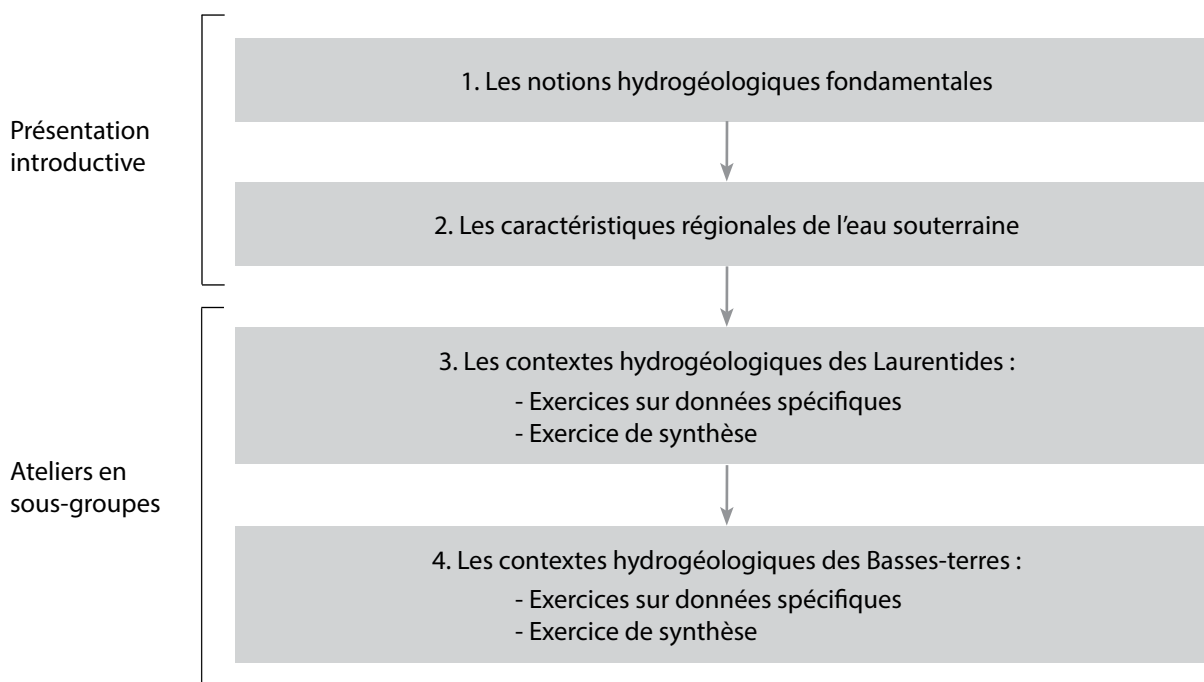 Présentation
introductive
1. Les notions hydrogéologiques fondamentales
2. Les caractéristiques régionales de l'eau souterraine
Ateliers en
sous-groupes
3. Les contextes hydrogéologiques des Laurentides :
- Exercices sur données spécifiques
- Exercice de synthèse
4. Les contextes hydrogéologiques des Basses-terres :
- Exercices sur données spécifiques
- Exercice de synthèse